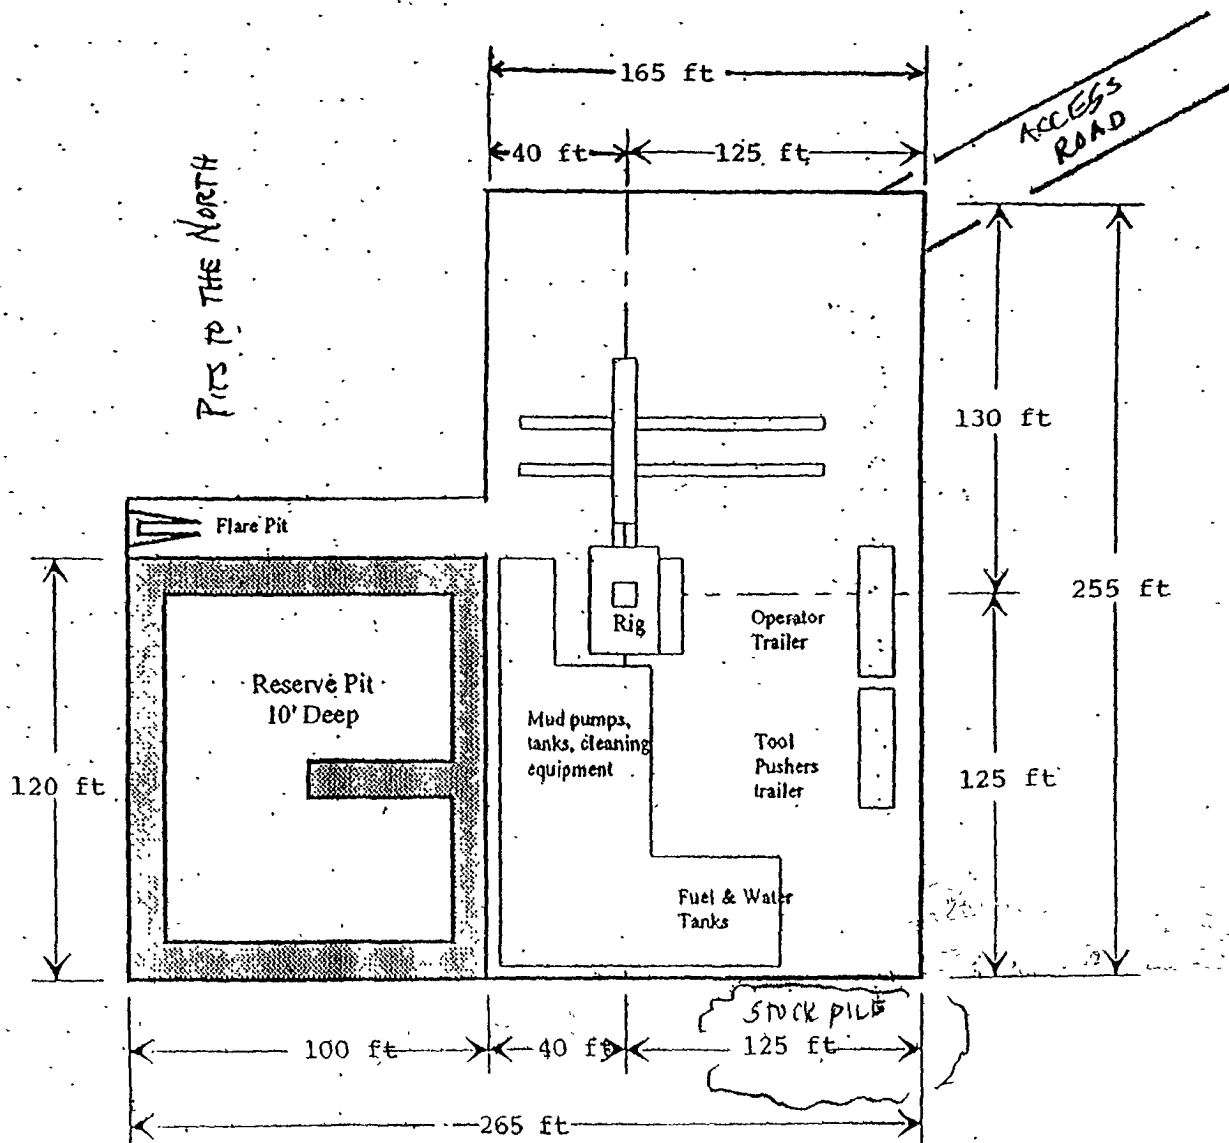 165 ft
ACCESS
ROAD
40 ft
125 ft
PITS TO THE NORTH
130 ft
Flare Pit
255 ft
Rig
Operator
Trailer
Reserve Pit
10' Deep
Mud pumps,
tanks, cleaning
equipment
Tool
Pushers
trailer
120 ft
125 ft
Fuel & Water
Tanks
STOCK PILE
100 ft
40 ft
125 ft
265 ft